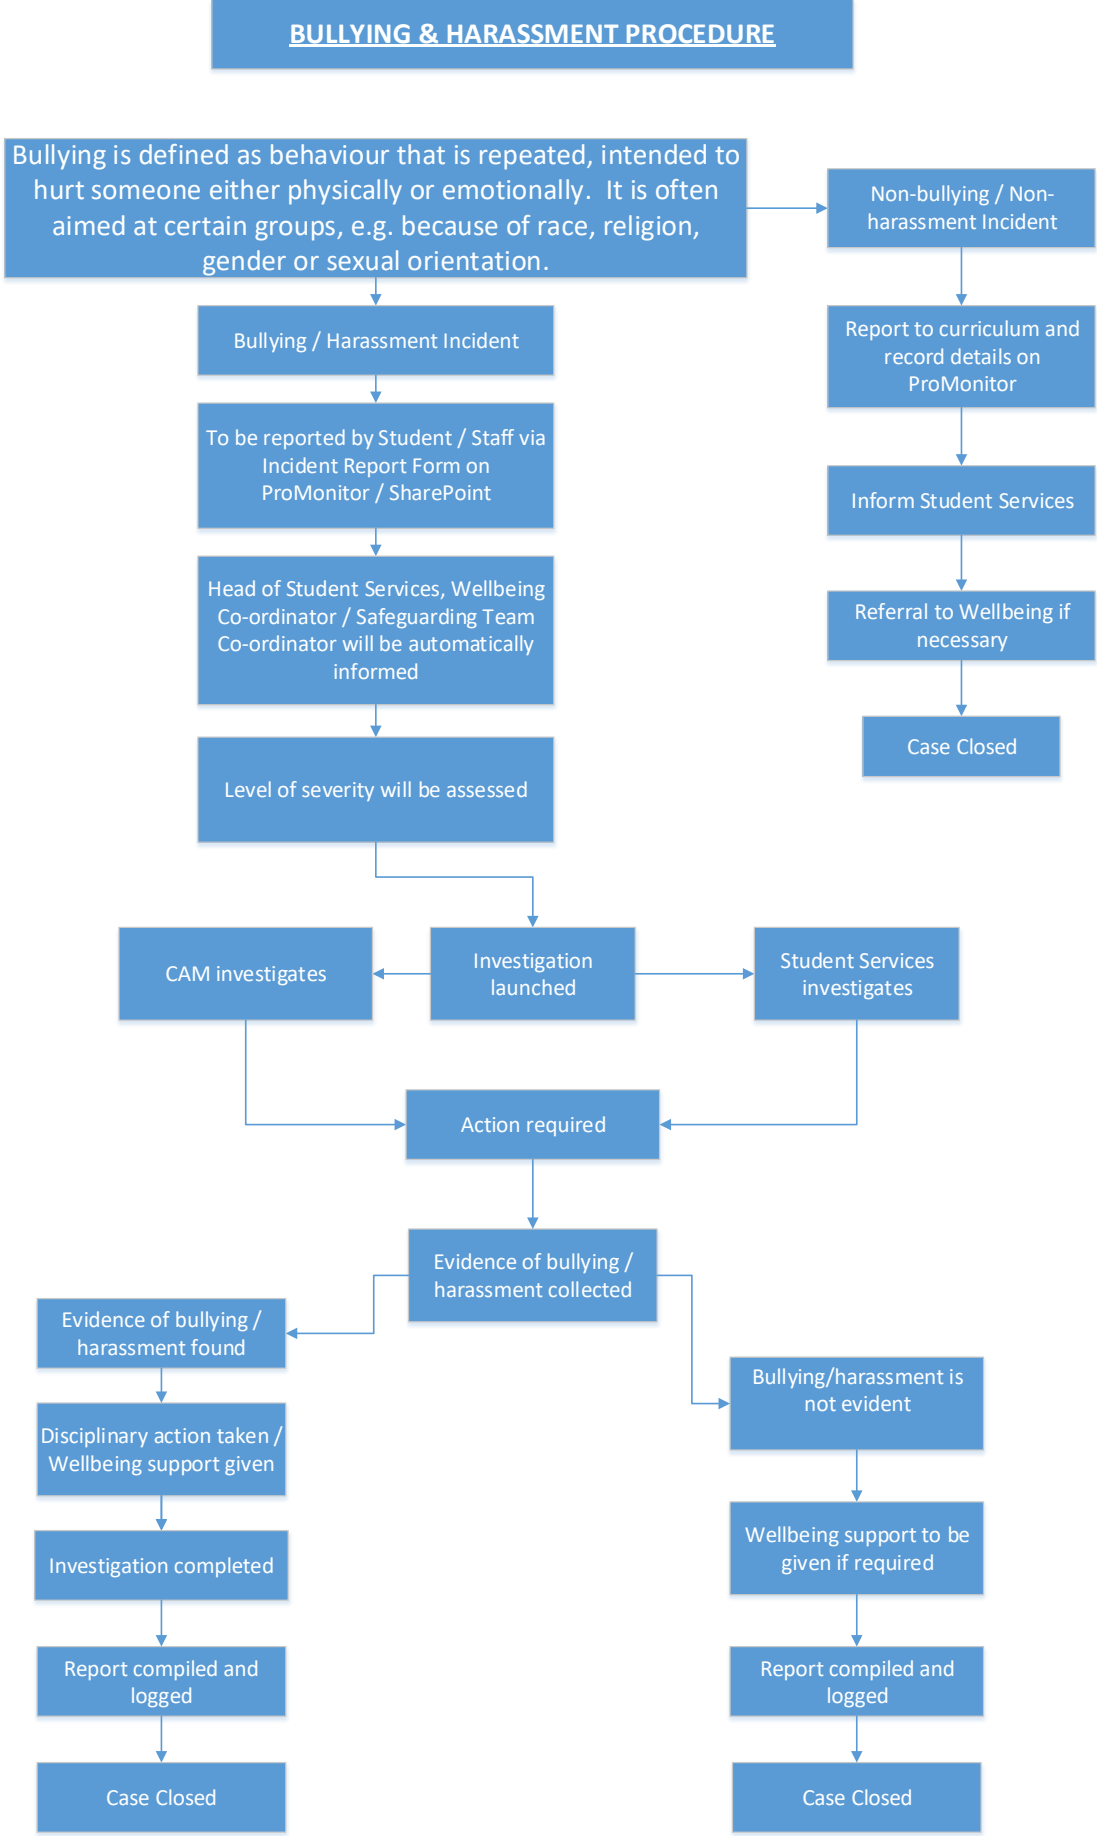 BULLYING & HARASSMENT PROCEDURE
Bullying is defined as behaviour that is repeated, intended to
hurt someone either physically or emotionally.  It is often
aimed at certain groups, e.g. because of race, religion,
gender or sexual orientation.
Non-bullying / Non-
harassment Incident
Bullying / Harassment Incident
Report to curriculum and
record details on
ProMonitor
To be reported by Student / Staff via
Incident Report Form on
ProMonitor / SharePoint
Inform Student Services
Head of Student Services, Wellbeing
Co-ordinator / Safeguarding Team
Co-ordinator will be automatically
informed
Referral to Wellbeing if
necessary
Case Closed
Level of severity will be assessed
CAM investigates
Investigation
launched
Student Services
investigates
Action required
Evidence of bullying /
harassment collected
Evidence of bullying /
harassment found
Disciplinary action taken /
Wellbeing support given
Investigation completed
Report compiled and
logged
Case Closed
Bullying/harassment is
not evident
Wellbeing support to be
given if required
Report compiled and
logged
Case Closed